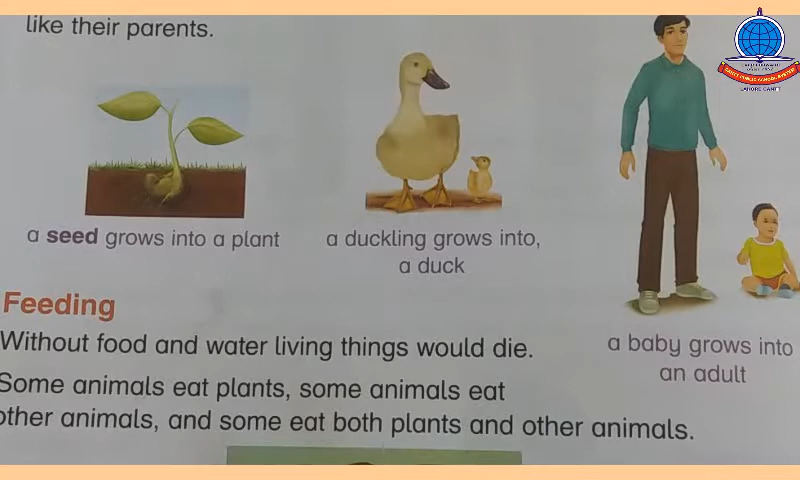 like their parents.
a seed grows into a plant
a duckling grows into,
a duck
a baby grows into
an adult
Feeding
Without food and water living things would die.
Some animals eat plants, some animals eat
other animals, and some eat both plants and other animals.
LAHORE CANTT